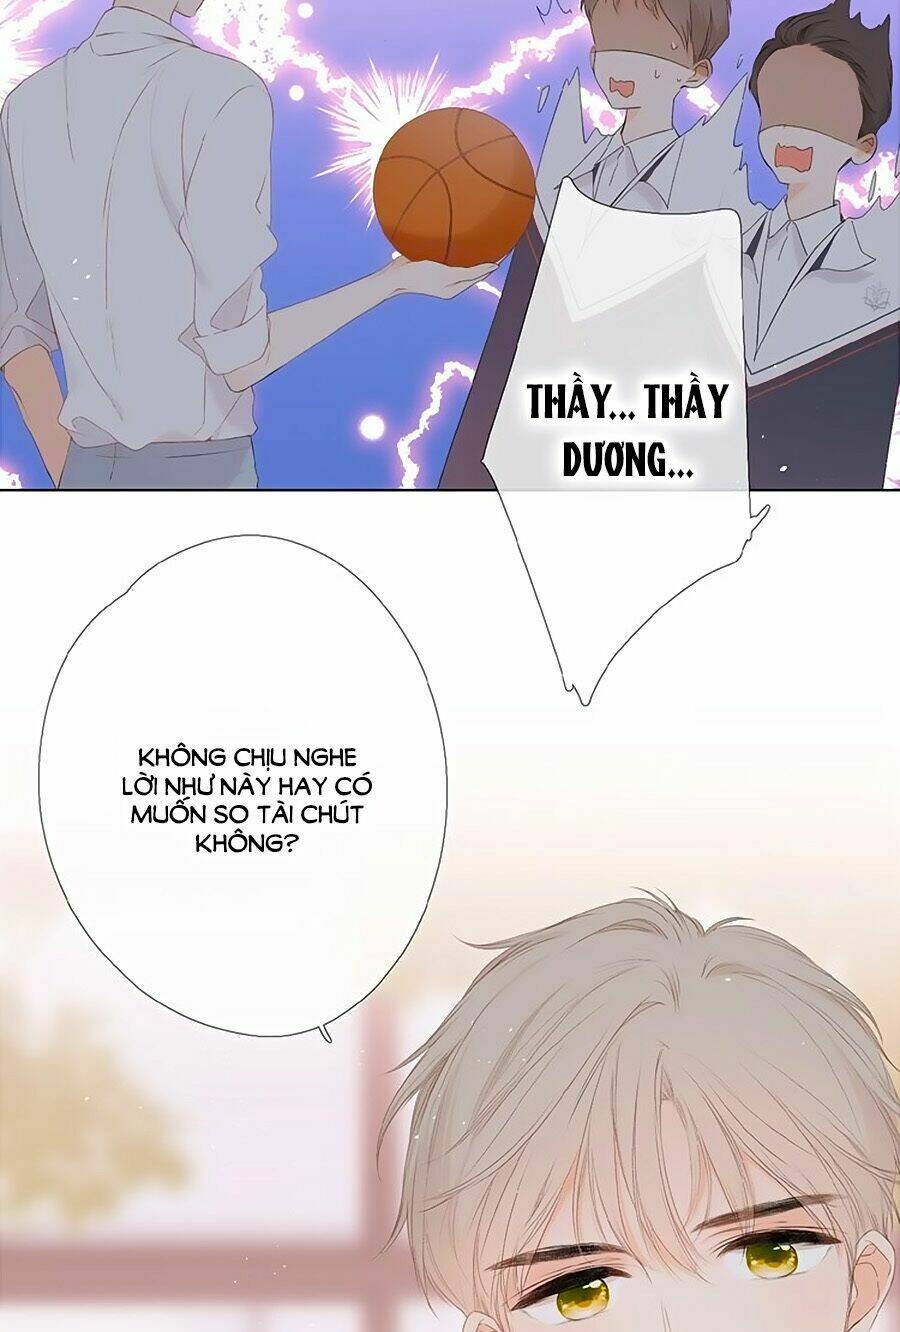 THẦY... THẦY
DƯƠNG...
KHÔNG CHỊU NGHE
LỜI NHƯ NÀY HAY CÓ
MUỐN SO TÀI CHÚT
KHÔNG?